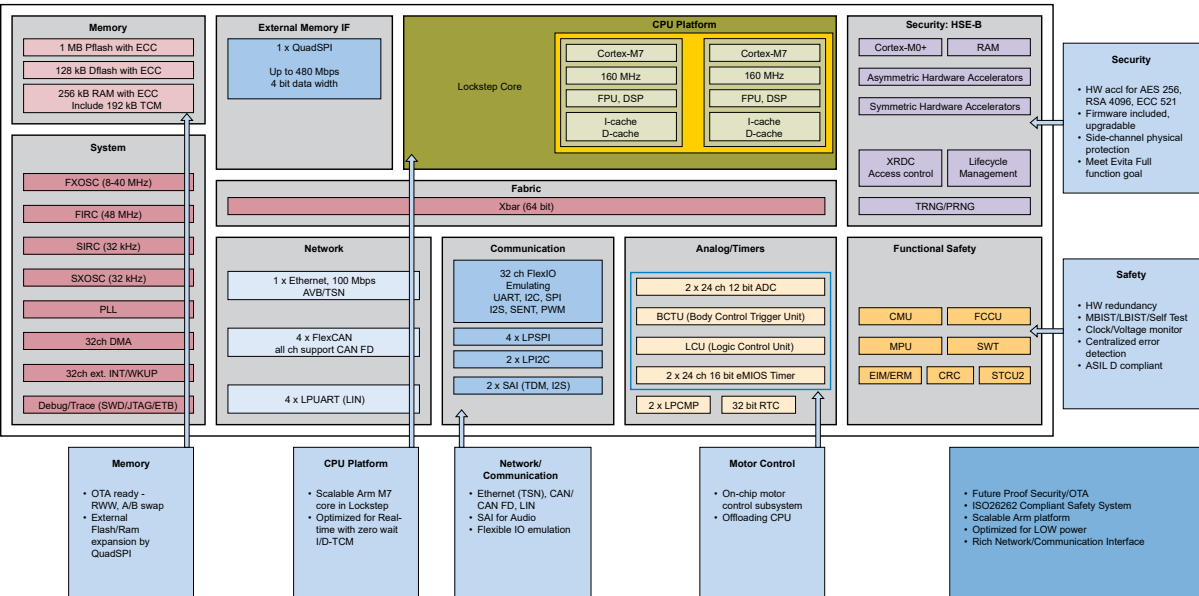 Memory
1 MB Pflash with ECC
128 kB Dflash with ECC
256 kB RAM with ECC
Include 192 kB TCM
External Memory IF
1 x QuadSPI
Up to 480 Mbps
4 bit data width
CPU Platform
Lockstep Core
Cortex-M7
160 MHz
FPU, DSP
I-cache
D-cache
Cortex-M7
160 MHz
FPU, DSP
I-cache
D-cache
Security: HSE-B
Cortex-M0+
RAM
Asymmetric Hardware Accelerators
Symmetric Hardware Accelerators
XRDC
Access control
Lifecycle
Management
TRNG/PRNG
Security
• HW accl for AES 256,
RSA 4096, ECC 521
• Firmware included,
upgradable
• Side-channel physical
protection
• Meet Evita Full
function goal
System
FXOSC (8-40 MHz)
FIRC (48 MHz)
SIRC (32 kHz)
SXOSC (32 kHz)
PLL
32ch DMA
32ch ext. INT/WKUP
Debug/Trace (SWD/JTAG/ETB)
Fabric
Xbar (64 bit)
Network
1 x Ethernet, 100 Mbps
AVB/TSN
4 x FlexCAN
all ch support CAN FD
4 x LPUART (LIN)
Communication
32 ch FlexIO
Emulating
UART, I2C, SPI
I2S, SENT, PWM
4 x LPSPI
2 x LPI2C
2 x SAI (TDM, I2S)
Analog/Timers
2 x 24 ch 12 bit ADC
BCTU (Body Control Trigger Unit)
LCU (Logic Control Unit)
2 x 24 ch 16 bit eMIOS Timer
2 x LPCMP
32 bit RTC
Functional Safety
CMU
FCCU
MPU
SWT
EIM/ERM
CRC
STCU2
Safety
• HW redundancy
• MBIST/LBIST/Self Test
• Clock/Voltage monitor
• Centralized error
detection
• ASIL D compliant
Memory
• OTA ready -
RWW, A/B swap
• External
Flash/Ram
expansion by
QuadSPI
CPU Platform
• Scalable Arm M7
core in Lockstep
• Optimized for Real-
time with zero wait
I/D-TCM
Network/
Communication
• Ethernet (TSN), CAN/
CAN FD, LIN
• SAI for Audio
• Flexible IO emulation
Motor Control
• On-chip motor
control subsystem
• Offloading CPU
• Future Proof Security/OTA
• ISO26262 Compliant Safety System
• Scalable Arm platform
• Optimized for LOW power
• Rich Network/Communication Interface